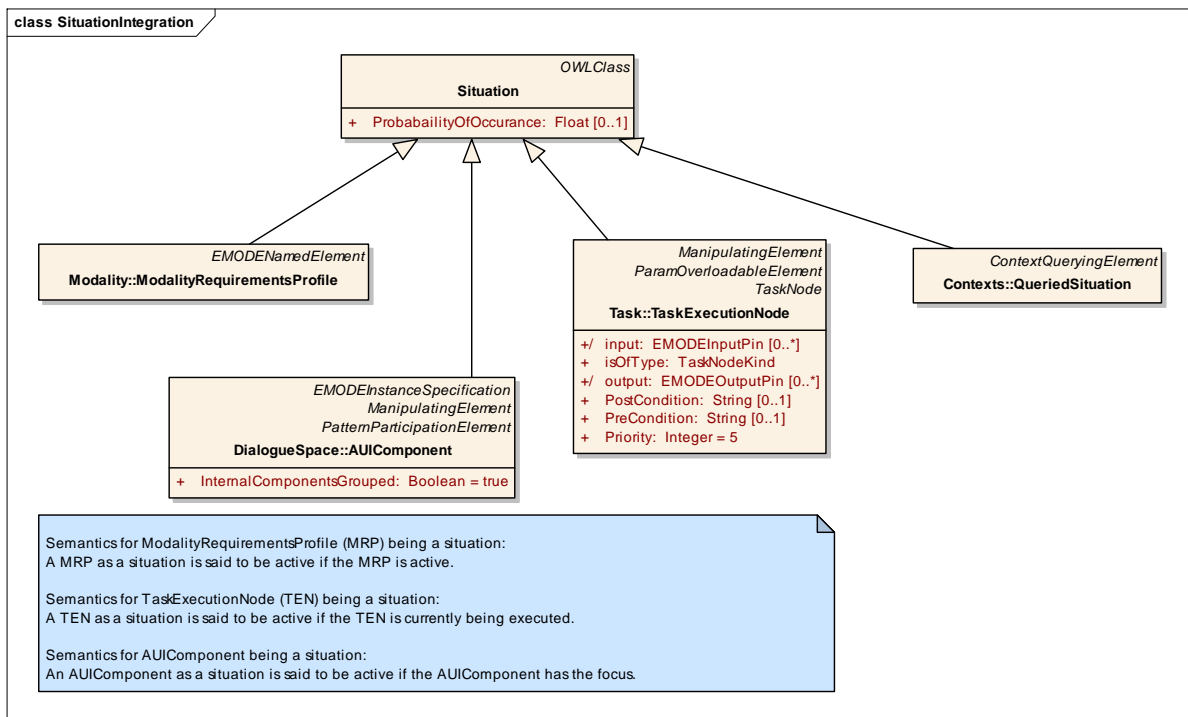 class SituationIntegration
OWLClass
Situation
+ ProbabailityOfOccurance: Float [0..1]
EMODENamedElement
Modality::ModalityRequirementsProfile
ManipulatingElement
ParamOverloadableElement
TaskNode
Task::TaskExecutionNode
+/ input: EMODEInputPin [0..*]
+ isOfType: TaskNodeKind
+/ output: EMODEOutputPin [0..*]
+ PostCondition: String [0..1]
+ PreCondition: String [0..1]
+ Priority: Integer = 5
ContextQueryingElement
Contexts::QueriedSituation
EMODEInstanceSpecification
ManipulatingElement
PatternParticipationElement
DialogueSpace::AUIComponent
+ InternalComponentsGrouped: Boolean = true
Semantics for ModalityRequirementsProfile (MRP) being a situation:
A MRP as a situation is said to be active if the MRP is active.
Semantics for TaskExecutionNode (TEN) being a situation:
A TEN as a situation is said to be active if the TEN is currently being executed.
Semantics for AUIComponent being a situation:
An AUIComponent as a situation is said to be active if the AUIComponent has the focus.